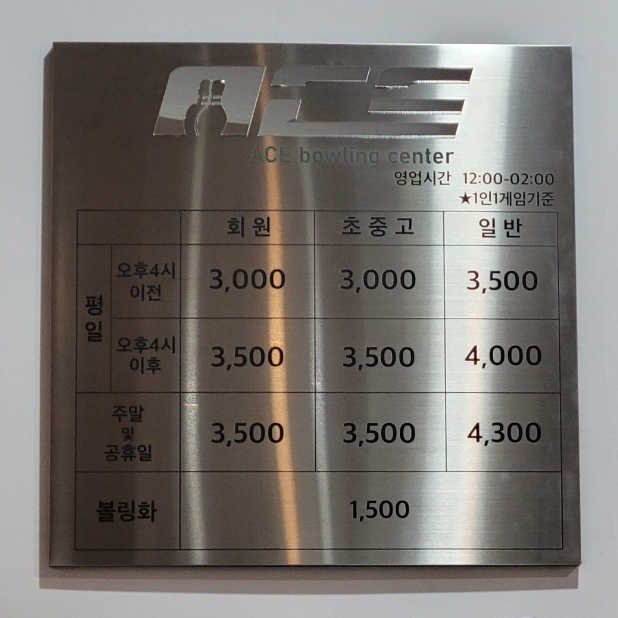 ACE
ACE bowling center
영업시간 12:00-02:00
★1인1게임기준
회원 초중고 일반
평일
오후4시
이전
3,000 3,000 3,500
오후4시
이후
3,500 3,500 4,000
주말
및
공휴일
3,500 3,500 4,300
볼링화 1,500